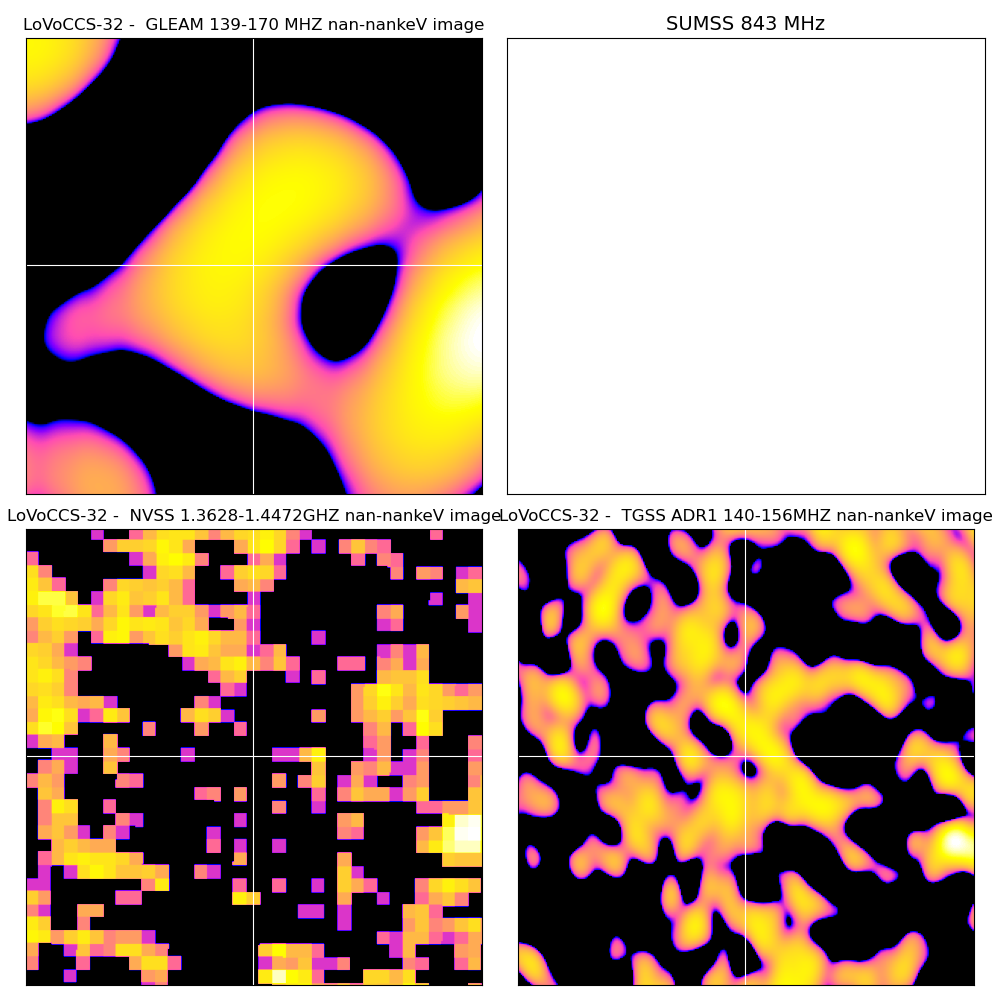 LoVoCCS-32 -  GLEAM 139-170 MHZ nan-nankeV image
SUMSS 843 MHz
LoVoCCS-32 -  NVSS 1.3628-1.4472GHZ nan-nankeV image
LoVoCCS-32 -  TGSS ADR1 140-156MHZ nan-nankeV image